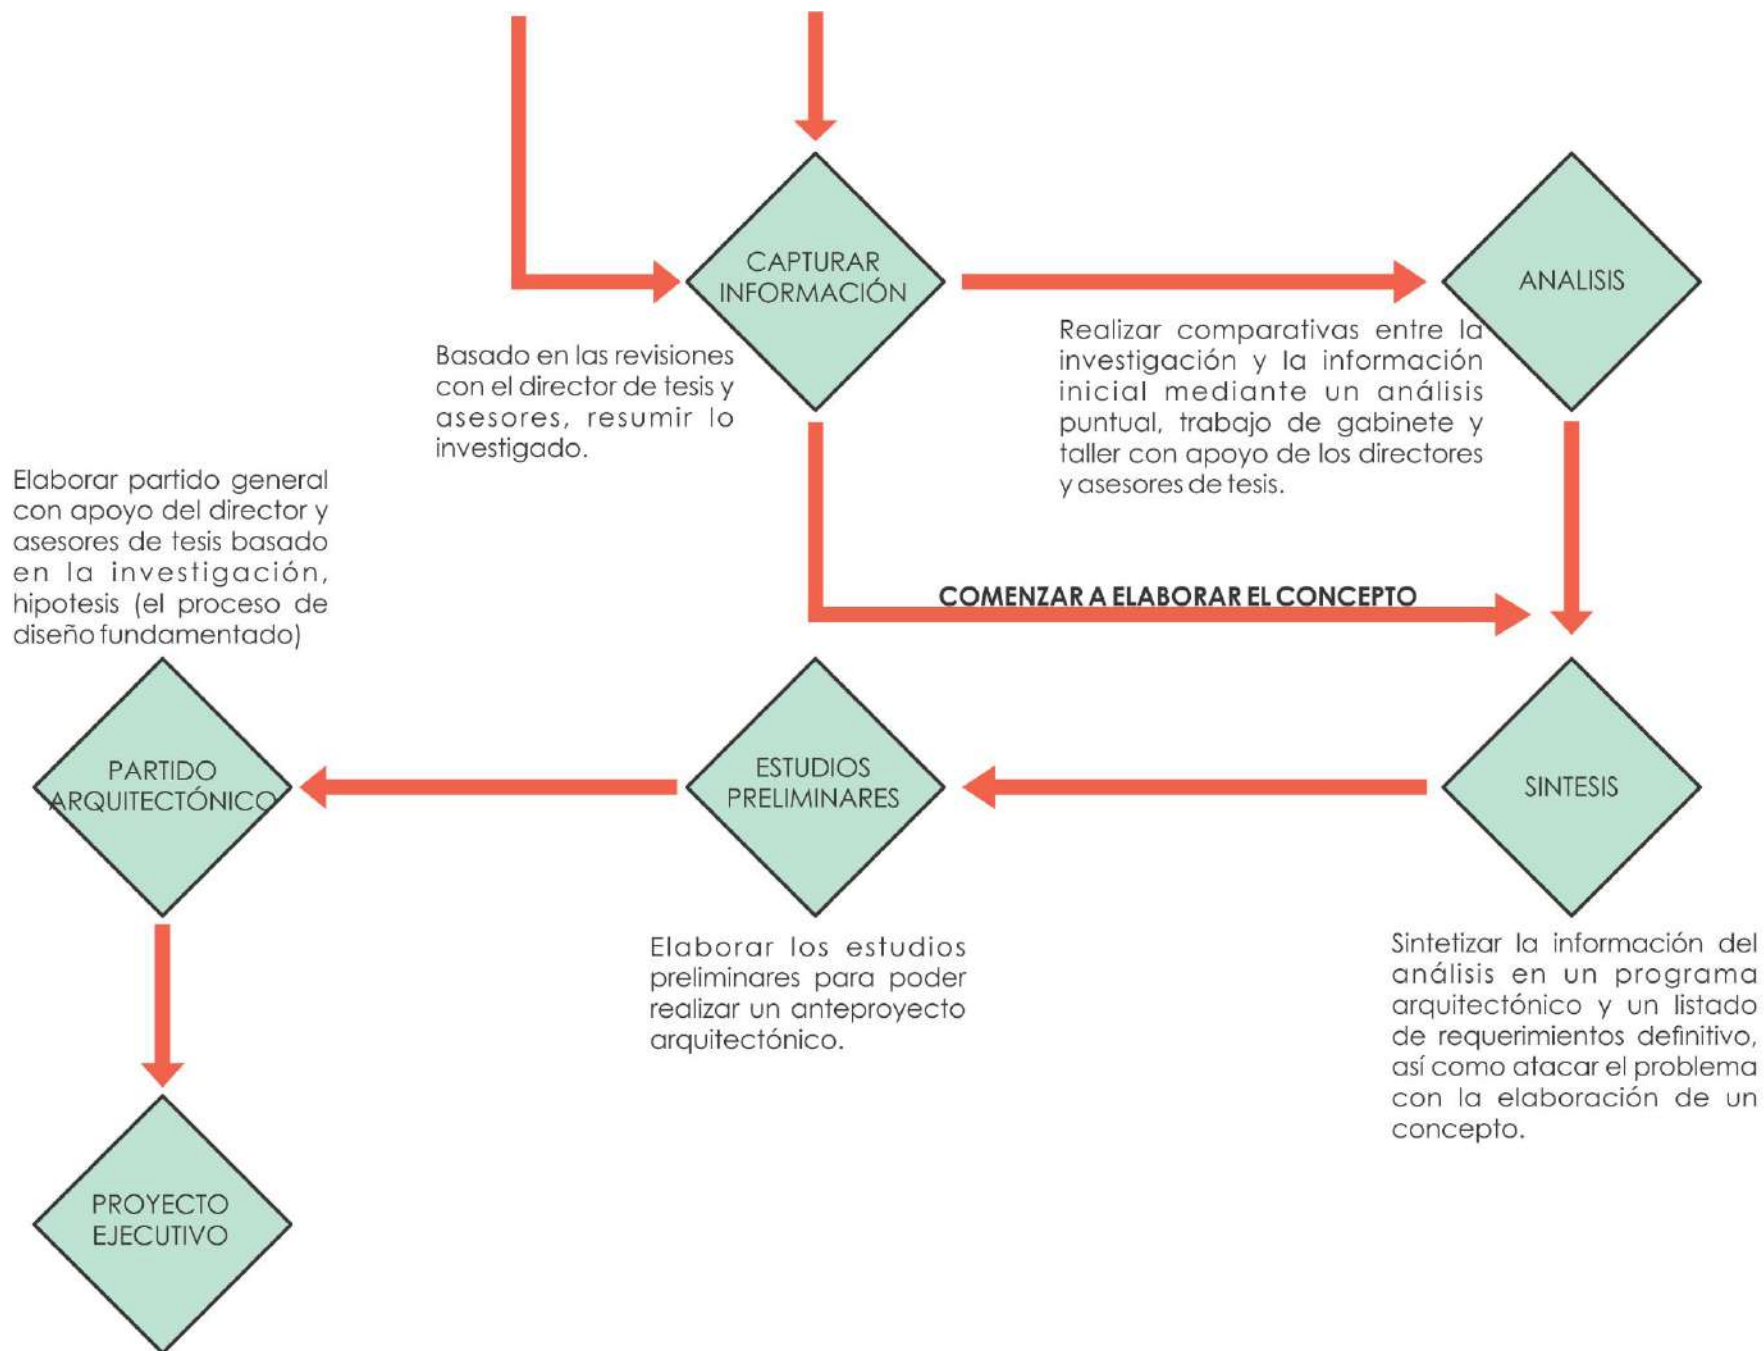 CAPTURAR
INFORMACIÓN
ANALISIS
Basado en las revisiones
con el director de tesis y
asesores, resumir lo
investigado.
Realizar comparativas entre la
investigación y la información
inicial mediante un análisis
puntual, trabajo de gabinete y
taller con apoyo de los directores
y asesores de tesis.
Elaborar partido general
con apoyo del director y
asesores de tesis basado
en la investigación,
hipotesis (el proceso de
diseño fundamentado)
COMENZAR A ELABORAR EL CONCEPTO
PARTIDO
ARQUITECTÓNICO
ESTUDIOS
PRELIMINARES
SINTESIS
Elaborar los estudios
preliminares para poder
realizar un anteproyecto
arquitectónico.
Sintetizar la información del
análisis en un programa
arquitectónico y un listado
de requerimientos definitivo,
así como atacar el problema
con la elaboración de un
concepto.
PROYECTO
EJECUTIVO